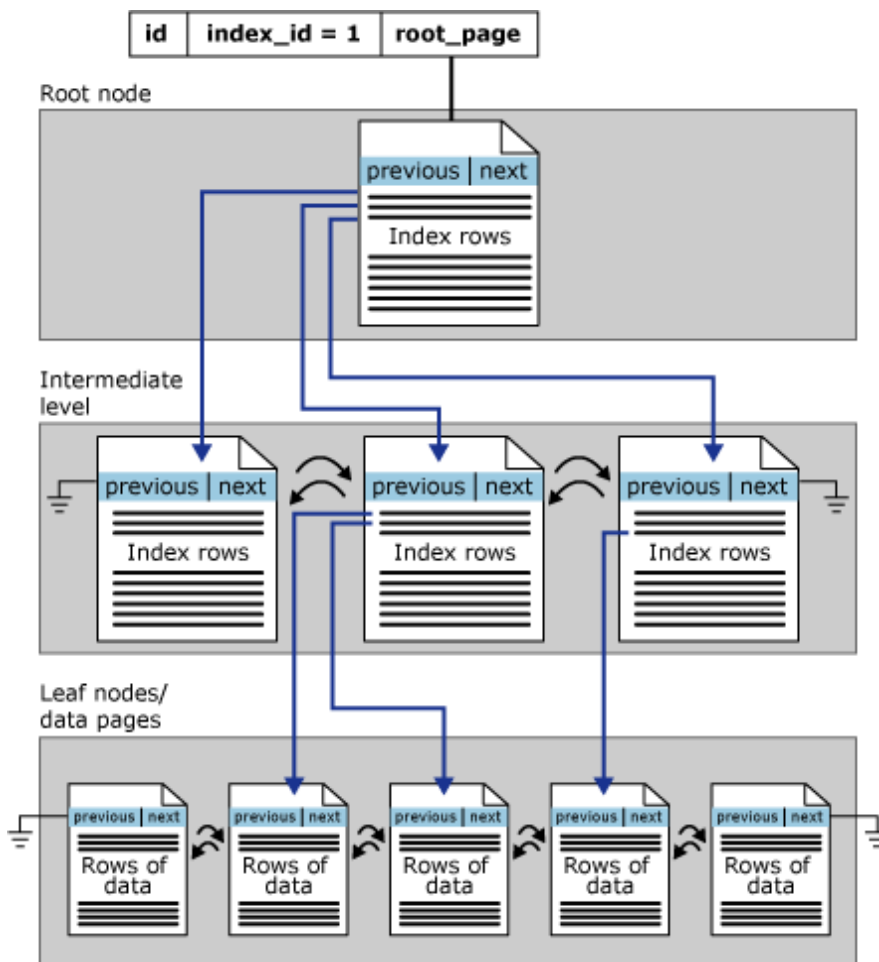 id index_id = 1 root_page
Root node
previous next
Index rows
Intermediate
level
previous next previous next previous next
Index rows Index rows Index rows
Leaf nodes/
data pages
previous next previous next previous next previous next previous next
Rows of Rows of Rows of Rows of Rows of
data data data data data